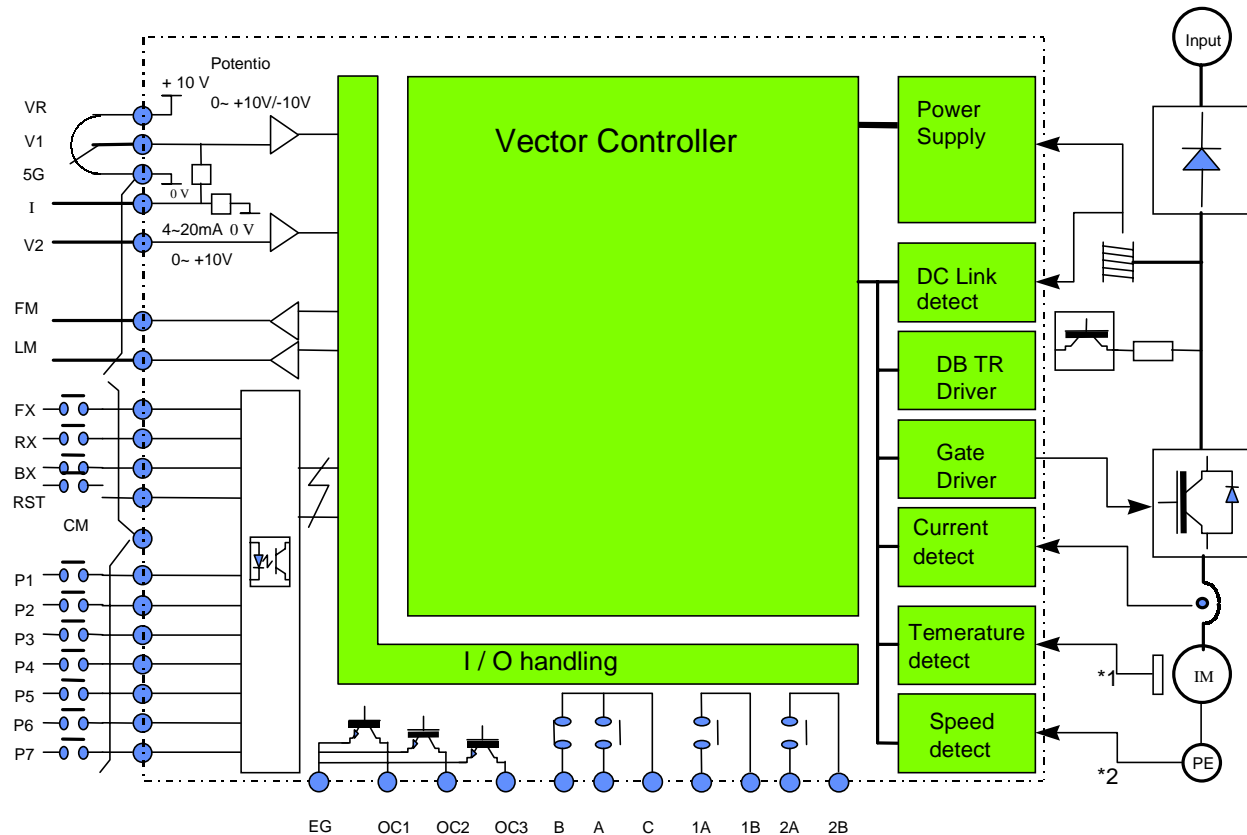 Input
Potentio
+ 10 V
0~ +10V/-10V
VR
V1
5G
I
V2
0 V
4~20mA 0 V
0~ +10V
FM
LM
FX
RX
BX
RST
CM
P1
P2
P3
P4
P5
P6
P7
Vector Controller
I / O handling
Power
Supply
DC Link
detect
DB TR
Driver
Gate
Driver
Current
detect
Temerature
detect
Speed
detect
*1
*2
IM
PE
EG OC1 OC2 OC3 B A C 1A 1B 2A 2B